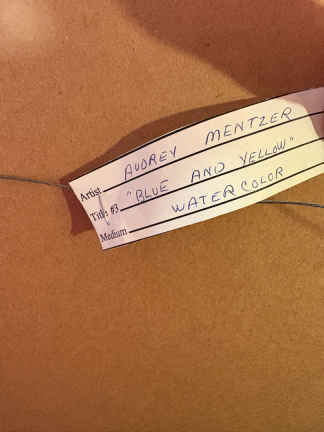 Artist AUDREY MENTZER
Title #3 "BLUE AND YELLOW"
Medium WATERCOLOR